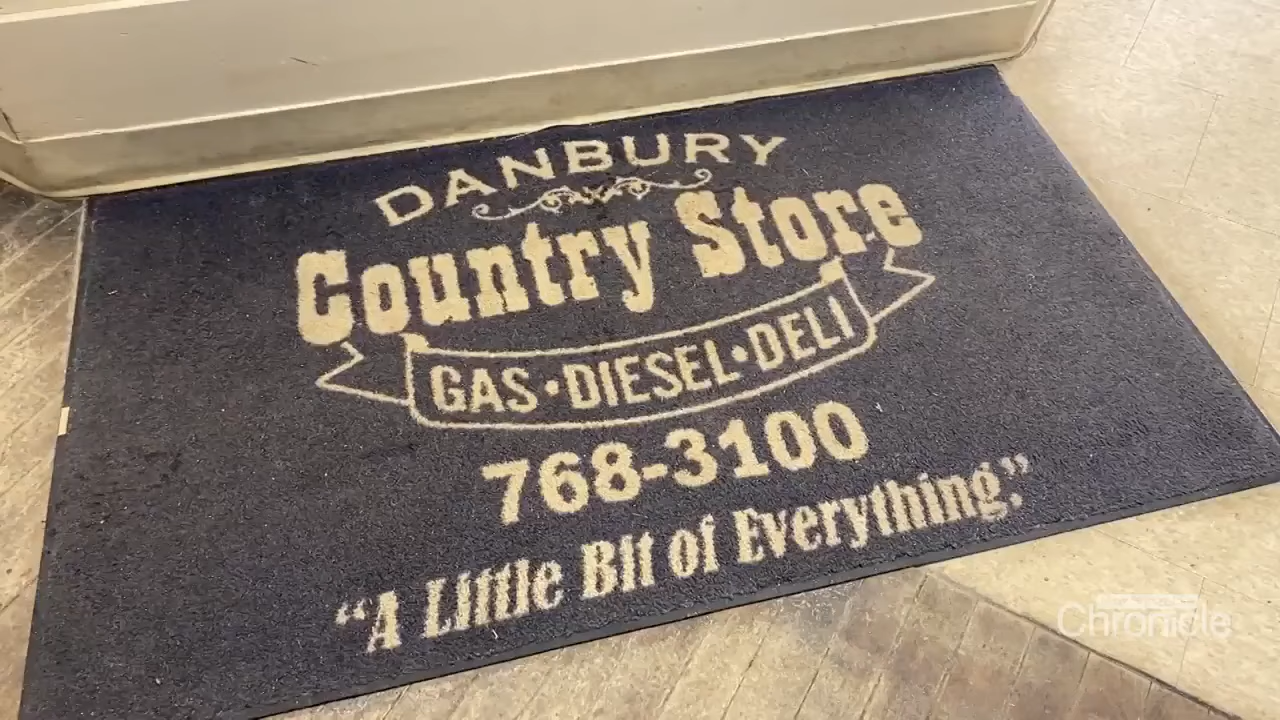 DANBURY
Country Store
GAS•DIESEL•DELI
768-3100
“A Little Bit of Everything.”
Chronicle